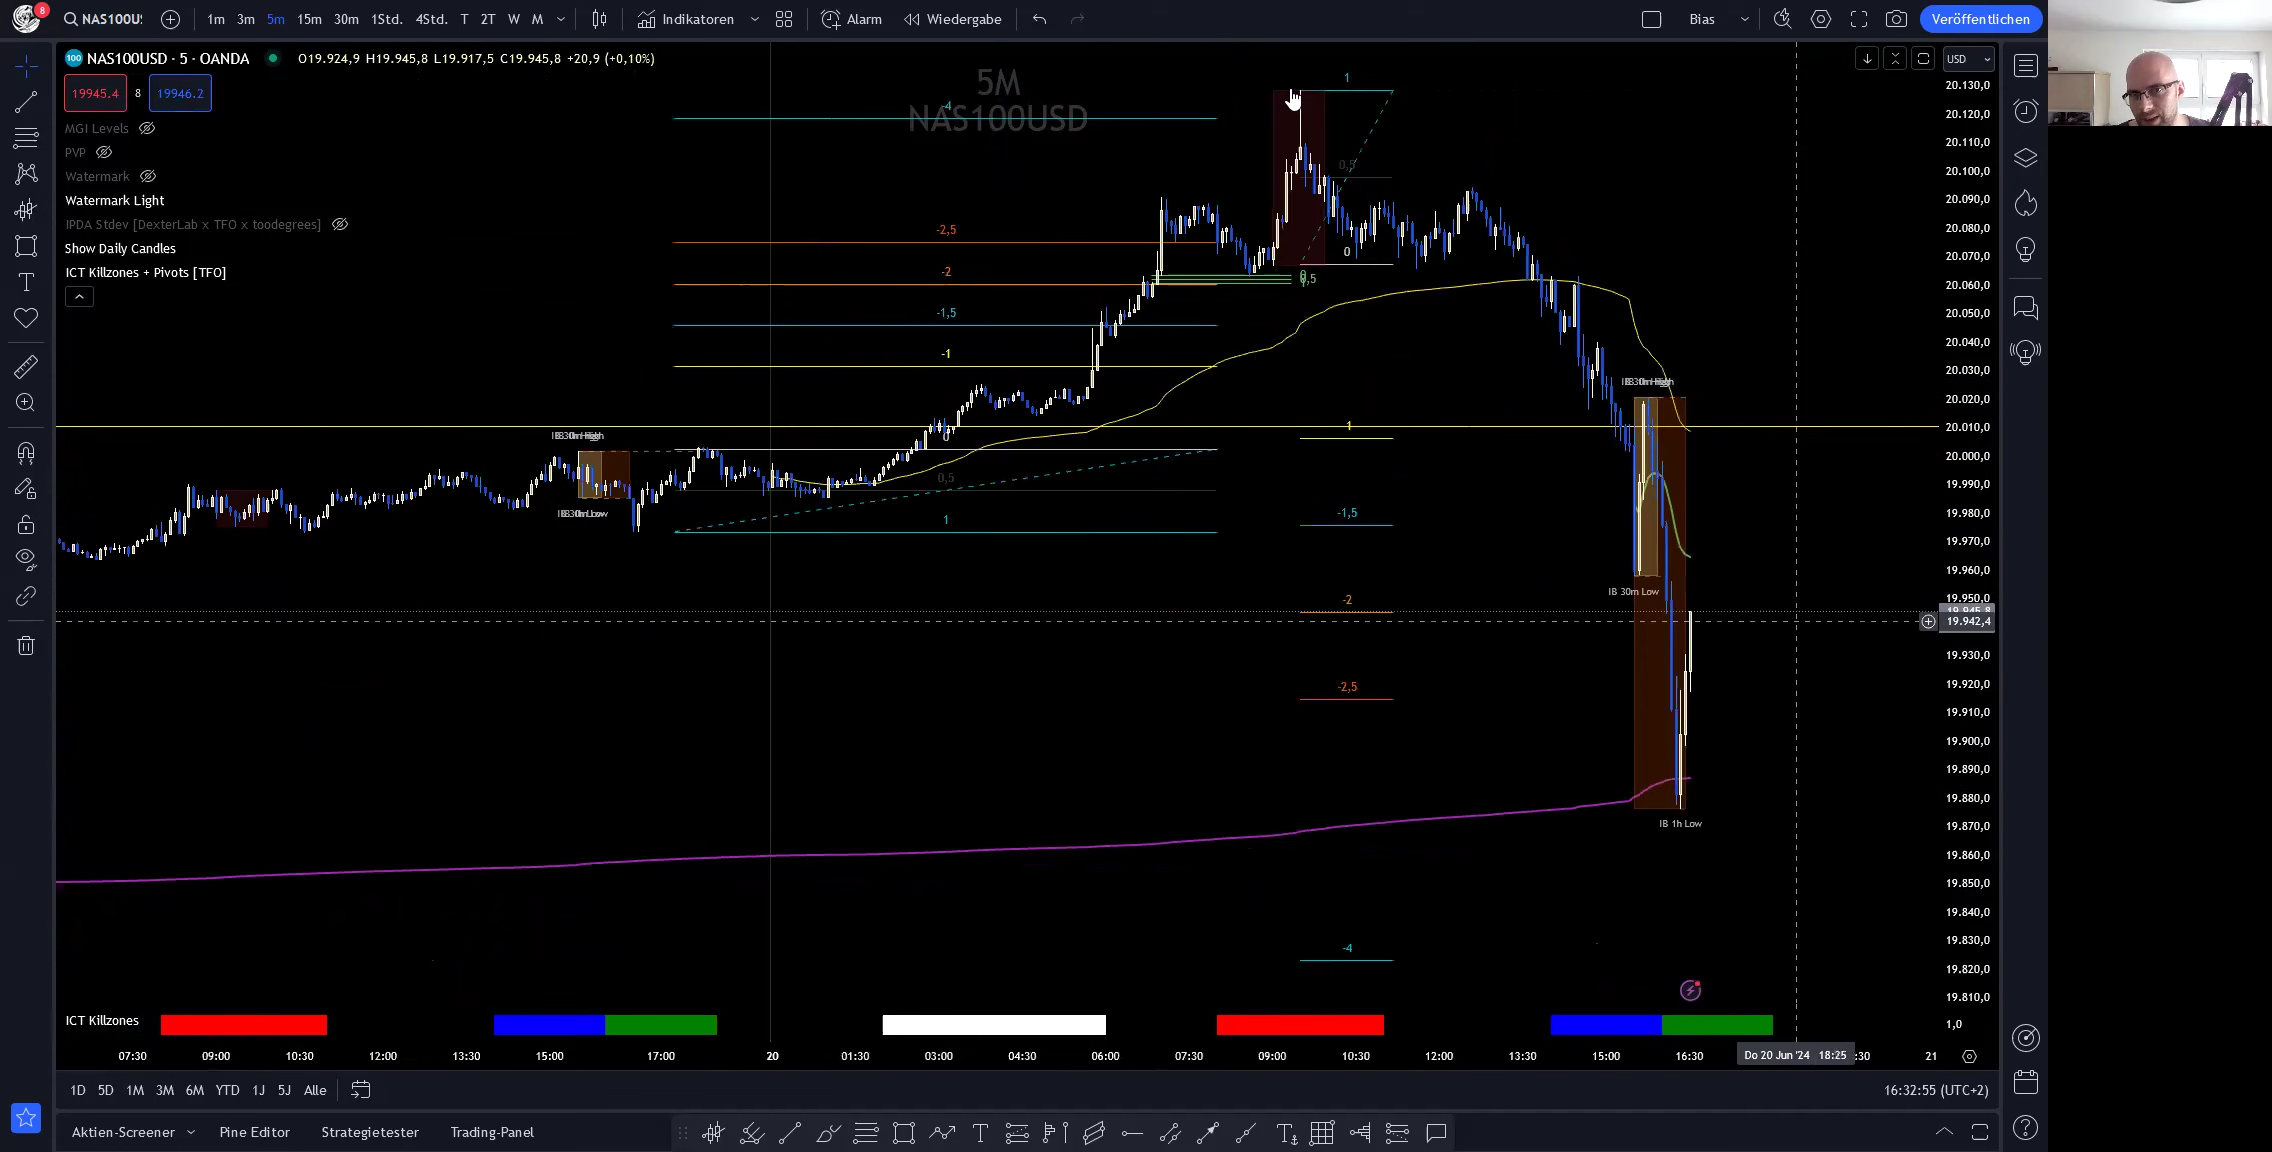 8
NAS100U:
1m 3m 5m 15m 30m 1Std. 4Std. T 2T W M
Indikatoren
Alarm
Wiedergabe
Bias
Veröffentlichen
100 NAS100USD · 5 · OANDA
O19.924,9 H19.945,8 L19.917,5 C19.945,8 +20,9 (+0,10%)
19945.4 8 19946.2
MGI Levels
PVP
Watermark
Watermark Light
IPDA Stdev [DexterLab x TFO x toodegrees]
Show Daily Candles
ICT Killzones + Pivots [TFO]
5M
NAS100USD
USD
20.130,0
20.120,0
20.110,0
20.100,0
20.090,0
20.080,0
20.070,0
20.060,0
20.050,0
20.040,0
20.030,0
20.020,0
20.010,0
20.000,0
19.990,0
19.980,0
19.970,0
19.960,0
19.950,0
19.945,8
19.942,4
19.930,0
19.920,0
19.910,0
19.900,0
19.890,0
19.880,0
19.870,0
19.860,0
19.850,0
19.840,0
19.830,0
19.820,0
19.810,0
1,0
-4
-2,5
-2
-1,5
-1
0
0,5
1
1
0,5
0
1
-1,5
-2
-2,5
-4
IB 30m Low
IB 1h Low
ICT Killzones
07:30 09:00 10:30 12:00 13:30 15:00 17:00 20 01:30 03:00 04:30 06:00 07:30 09:00 10:30 12:00 13:30 15:00 16:30 Do 20 Jun '24 18:25 :30 21
1D 5D 1M 3M 6M YTD 1J 5J Alle
16:32:55 (UTC+2)
Aktien-Screener
Pine Editor
Strategietester
Trading-Panel